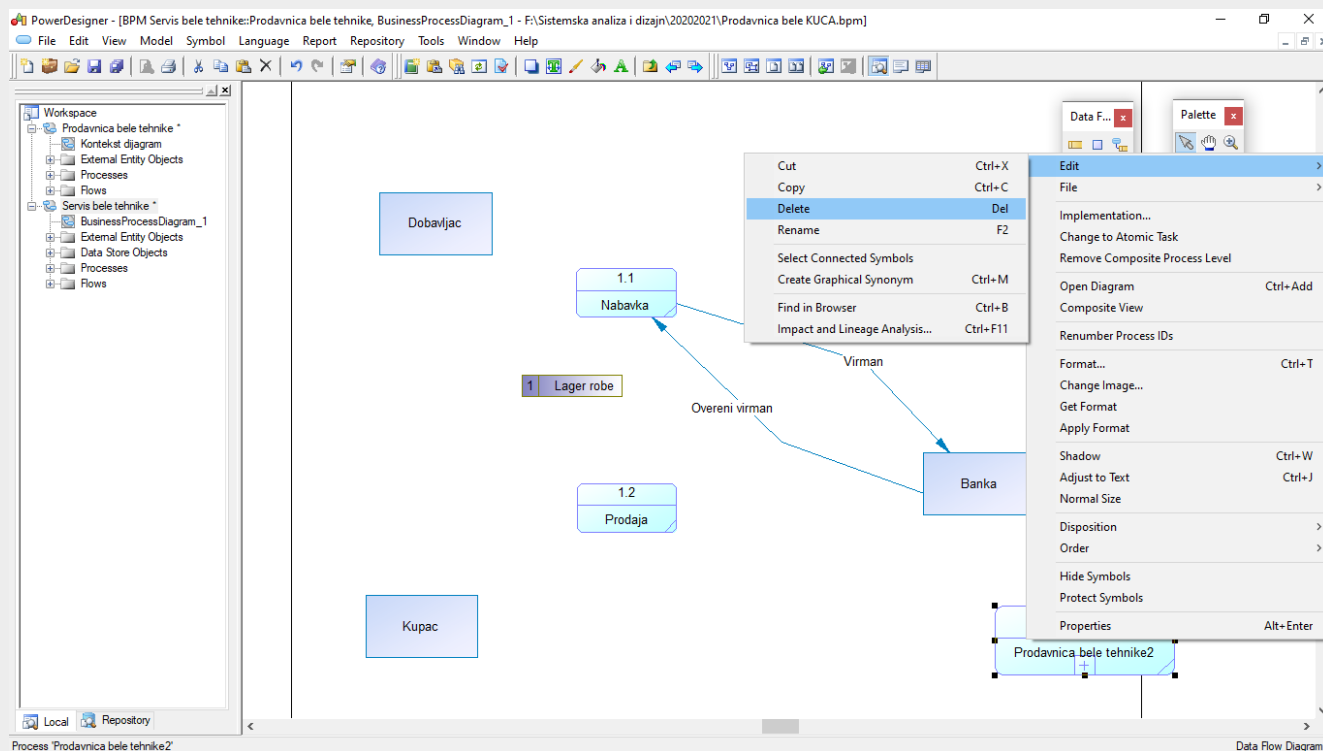 PowerDesigner - [BPM Servis bele tehnike::Prodavnica bele tehnike, BusinessProcessDiagram_1 - F:\Sistemska analiza i dizajn\20202021\Prodavnica bele KUCA.bpm]
File Edit View Model Symbol Language Report Repository Tools Window Help
Workspace
Prodavnica bele tehnike *
Kontekst dijagram
External Entity Objects
Processes
Flows
Servis bele tehnike *
BusinessProcessDiagram_1
External Entity Objects
Data Store Objects
Processes
Flows
Local Repository
Dobavljac
1.1
Nabavka
1 Lager robe
Virman
Overeni virman
Banka
1.2
Prodaja
Kupac
Prodavnica bele tehnike2
Data F...
Palette
Cut Ctrl+X
Copy Ctrl+C
Delete Del
Rename F2
Select Connected Symbols
Create Graphical Synonym Ctrl+M
Find in Browser Ctrl+B
Impact and Lineage Analysis... Ctrl+F11
Edit
File
Implementation...
Change to Atomic Task
Remove Composite Process Level
Open Diagram Ctrl+Add
Composite View
Renumber Process IDs
Format... Ctrl+T
Change Image...
Get Format
Apply Format
Shadow Ctrl+W
Adjust to Text Ctrl+J
Normal Size
Disposition
Order
Hide Symbols
Protect Symbols
Properties Alt+Enter
Process 'Prodavnica bele tehnike2' Data Flow Diagram